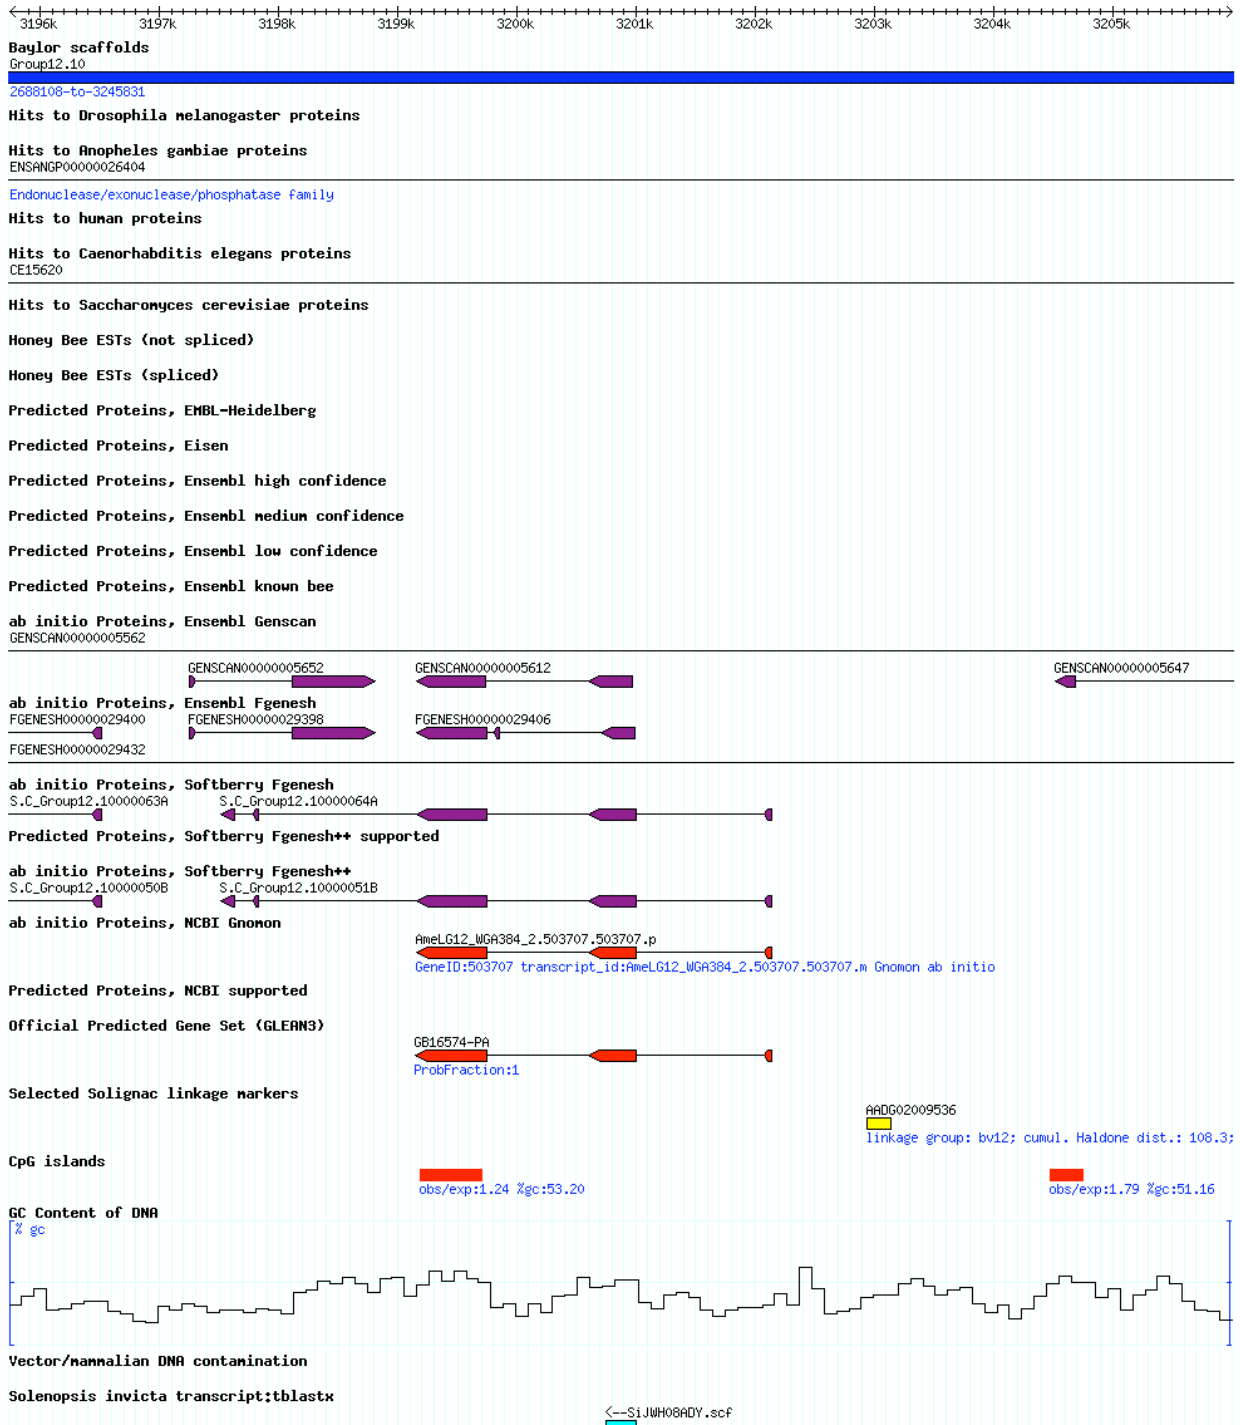 3196k 3197k 3198k 3199k 3200k 3201k 3202k 3203k 3204k 3205k
Baylor scaffolds
Group12.10
2688108-to-3245831
Hits to Drosophila melanogaster proteins
Hits to Anopheles gambiae proteins
ENSANGP00000026404
Endonuclease/exonuclease/phosphatase family
Hits to human proteins
Hits to Caenorhabditis elegans proteins
CE15620
Hits to Saccharomyces cerevisiae proteins
Honey Bee ESTs (not spliced)
Honey Bee ESTs (spliced)
Predicted Proteins, EMBL-Heidelberg
Predicted Proteins, Eisen
Predicted Proteins, Ensembl high confidence
Predicted Proteins, Ensembl medium confidence
Predicted Proteins, Ensembl low confidence
Predicted Proteins, Ensembl known bee
ab initio Proteins, Ensembl Genscan
GENSCAN00000005562
GENSCAN00000005652 GENSCAN00000005612 GENSCAN00000005647
ab initio Proteins, Ensembl Fgenesh
FGENESH00000029400 FGENESH00000029398 FGENESH00000029406
FGENESH00000029432
ab initio Proteins, Softberry Fgenesh
S.C_Group12.10000063A S.C_Group12.10000064A
Predicted Proteins, Softberry Fgenesh++ supported
ab initio Proteins, Softberry Fgenesh++
S.C_Group12.10000050B S.C_Group12.10000051B
ab initio Proteins, NCBI Gnomon
AmeLG12_WGA384_2.503707.503707.p
GeneID:503707 transcript_id:AmeLG12_WGA384_2.503707.503707.m Gnomon ab initio
Predicted Proteins, NCBI supported
Official Predicted Gene Set (GLEAN3)
GB16574-PA
ProbFraction:1
Selected Solignac linkage markers
AADG02009536
linkage group: bv12; cumul. Haldone dist.: 108.3;
CpG islands
obs/exp:1.24 %gc:53.20 obs/exp:1.79 %gc:51.16
GC Content of DNA
% gc
Vector/mammalian DNA contamination
Solenopsis invicta transcript:tblastx
<--SiJWH08ADY.scf